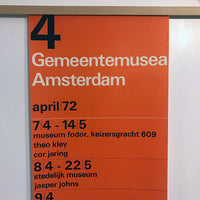 4
Gemeentemusea
Amsterdam
april 72
7/4 - 14/5
museum fodor, keizersgracht 609
theo kley
cor jaring
8/4 - 22/5
stedelijk museum
jasper johns
9/4